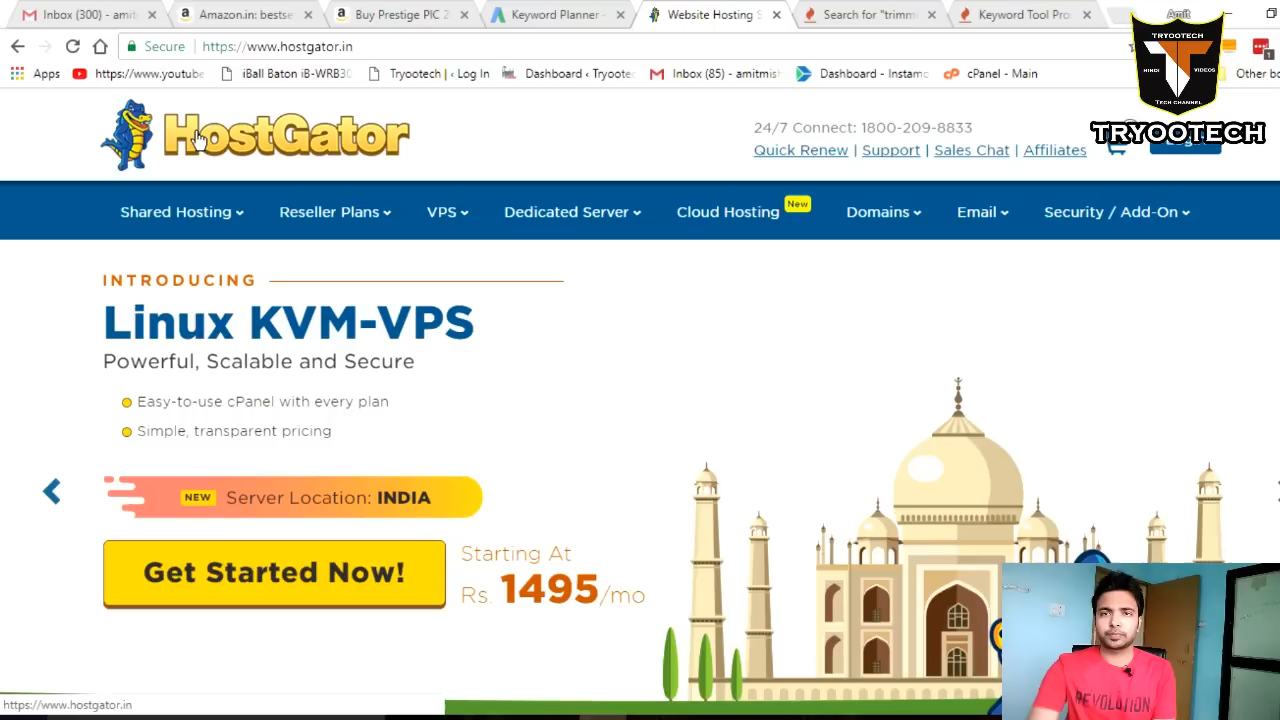 Inbox (300) - amit
Amazon.in: bestse
Buy Prestige PIC 2
Keyword Planner -
Website Hosting S
Search for "trimm
Keyword Tool Pro
Amit
Secure
https://www.hostgator.in
Apps
https://www.youtube
iBall Baton iB-WRB30
Tryootech | ‹ Log In
Dashboard ‹ Tryootec
Inbox (85) - amitmis
Dashboard - Instamo
cPanel - Main
Other bo
TRYOOTECH
HINDI
VIDEOS
TECH CHANNEL
TRYOOTECH
HostGator
24/7 Connect: 1800-209-8833
Quick Renew | Support | Sales Chat | Affiliates
Shared Hosting
Reseller Plans
VPS
Dedicated Server
Cloud Hosting
New
Domains
Email
Security / Add-On
INTRODUCING
Linux KVM-VPS
Powerful, Scalable and Secure
Easy-to-use cPanel with every plan
Simple, transparent pricing
NEW Server Location: INDIA
Get Started Now!
Starting At
Rs. 1495/mo
REVOLUTION
https://www.hostgator.in